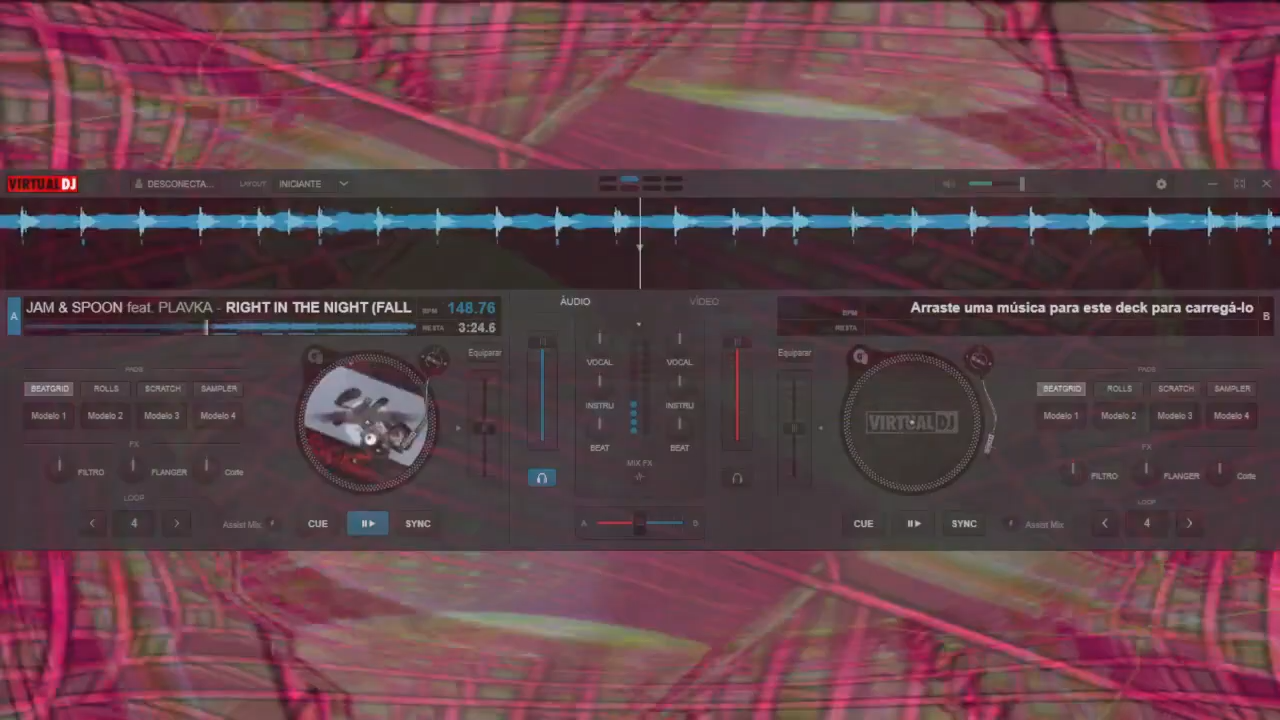 VIRTUAL DJ DESCONECTA... LAYOUT INICIANTE
A JAM & SPOON feat. PLAVKA - RIGHT IN THE NIGHT (FALL BPM 148.76
RESTA 3:24.6
ÁUDIO VÍDEO
BPM Arraste uma música para este deck para carregá-lo B
RESTA
Equiparar Equiparar
VOCAL VOCAL
PADS PADS
BEATGRID ROLLS SCRATCH SAMPLER BEATGRID ROLLS SCRATCH SAMPLER
INSTRU INSTRU
Modelo 1 Modelo 2 Modelo 3 Modelo 4 Modelo 1 Modelo 2 Modelo 3 Modelo 4
VIRTUAL DJ
FX BEAT BEAT FX
MIX FX
FILTRO FLANGER Corte FILTRO FLANGER Corte
LOOP LOOP
4 Assist Mix CUE SYNC A B CUE SYNC Assist Mix 4